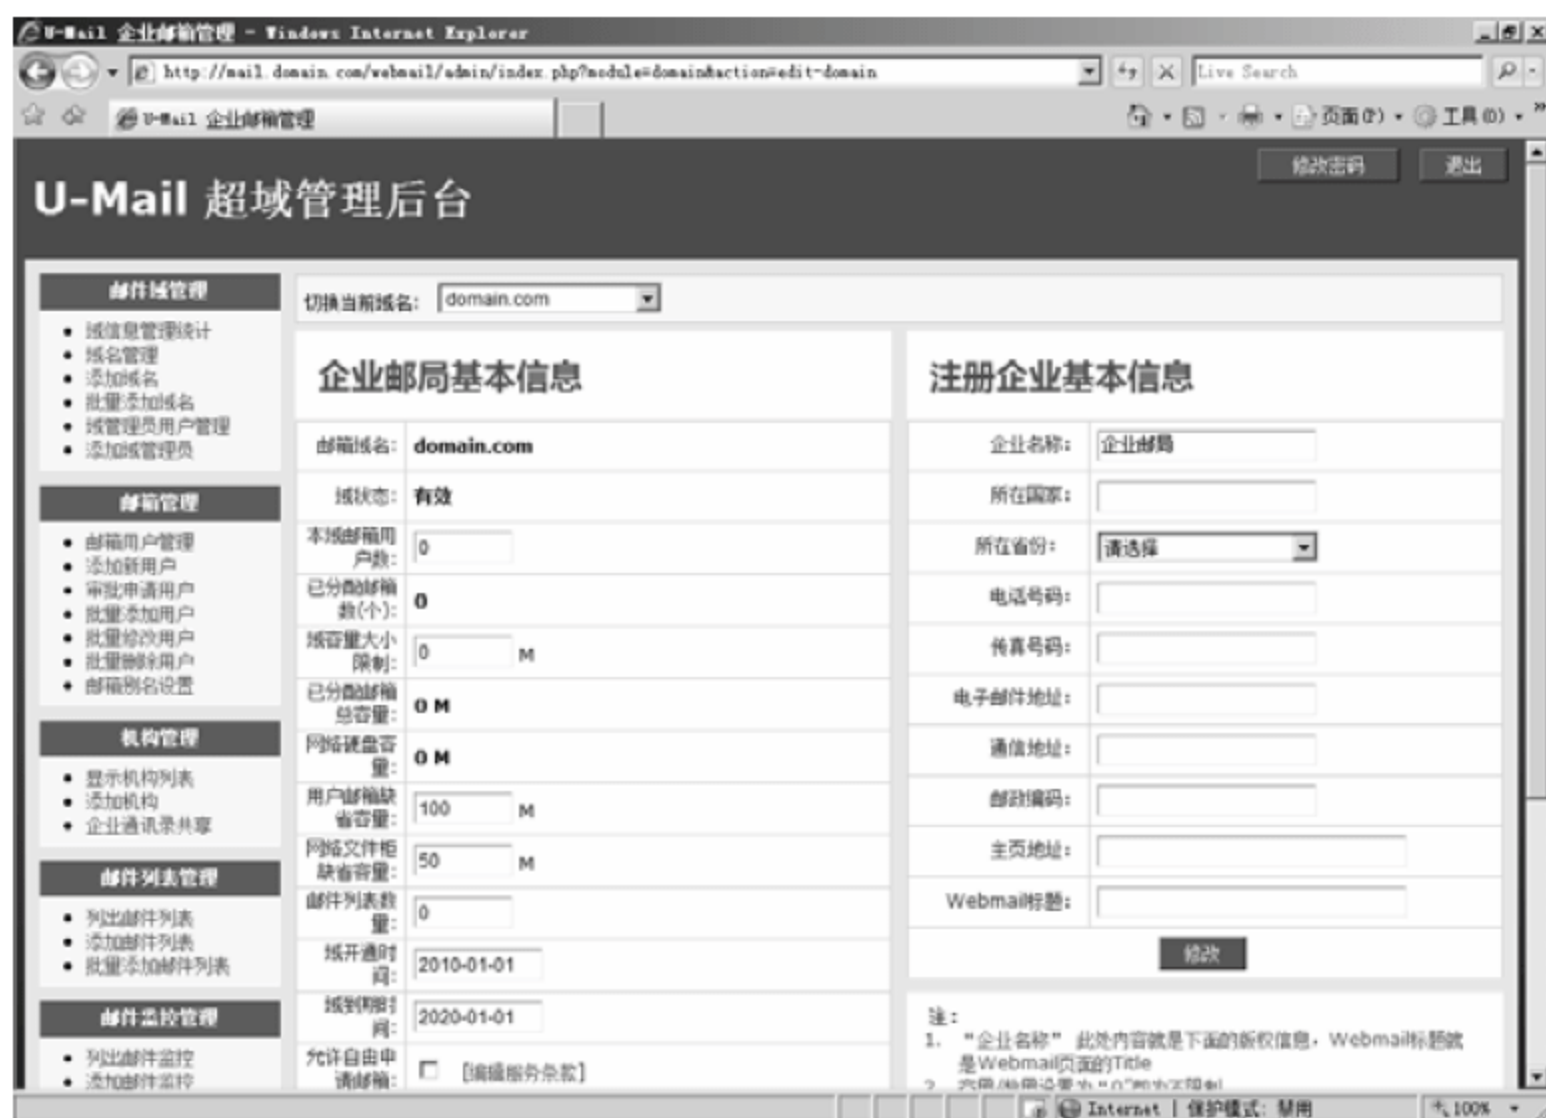 U-Mail 企业邮箱管理 - Windows Internet Explorer
http://mail.domain.com/webmail/admin/index.php?module=domain&action=edit-domain
Live Search
U-Mail 企业邮箱管理
页面(P)
工具(O)
U-Mail 超域管理后台
修改密码
退出
邮件域管理
域信息管理统计
域名管理
添加域名
批量添加域名
域管理员用户管理
添加域管理员
邮箱管理
邮箱用户管理
添加新用户
审批申请用户
批量添加用户
批量修改用户
批量删除用户
邮箱别名设置
机构管理
显示机构列表
添加机构
企业通讯录共享
邮件列表管理
列出邮件列表
添加邮件列表
批量添加邮件列表
邮件监控管理
列出邮件监控
添加邮件监控
切换当前域名: domain.com
企业邮局基本信息
邮箱域名: domain.com
域状态: 有效
本域邮箱用
户数: 0
已分配邮箱
数(个): 0
域容量大小
限制: 0 M
已分配邮箱
总容量: 0 M
网络硬盘容
量: 0 M
用户邮箱缺
省容量: 100 M
网络文件柜
缺省容量: 50 M
邮件列表数
量: 0
域开通时
间: 2010-01-01
域到期时
间: 2020-01-01
允许自由申
请邮箱: [编辑服务条款]
注册企业基本信息
企业名称: 企业邮局
所在国家:
所在省份: 请选择
电话号码:
传真号码:
电子邮件地址:
通信地址:
邮政编码:
主页地址:
Webmail标题:
修改
注:
1. “企业名称” 此处内容就是下面的版权信息，Webmail标题就
是Webmail页面的Title
2. 容量/数量设置为“0”即为不限制
Internet | 保护模式: 禁用
100%